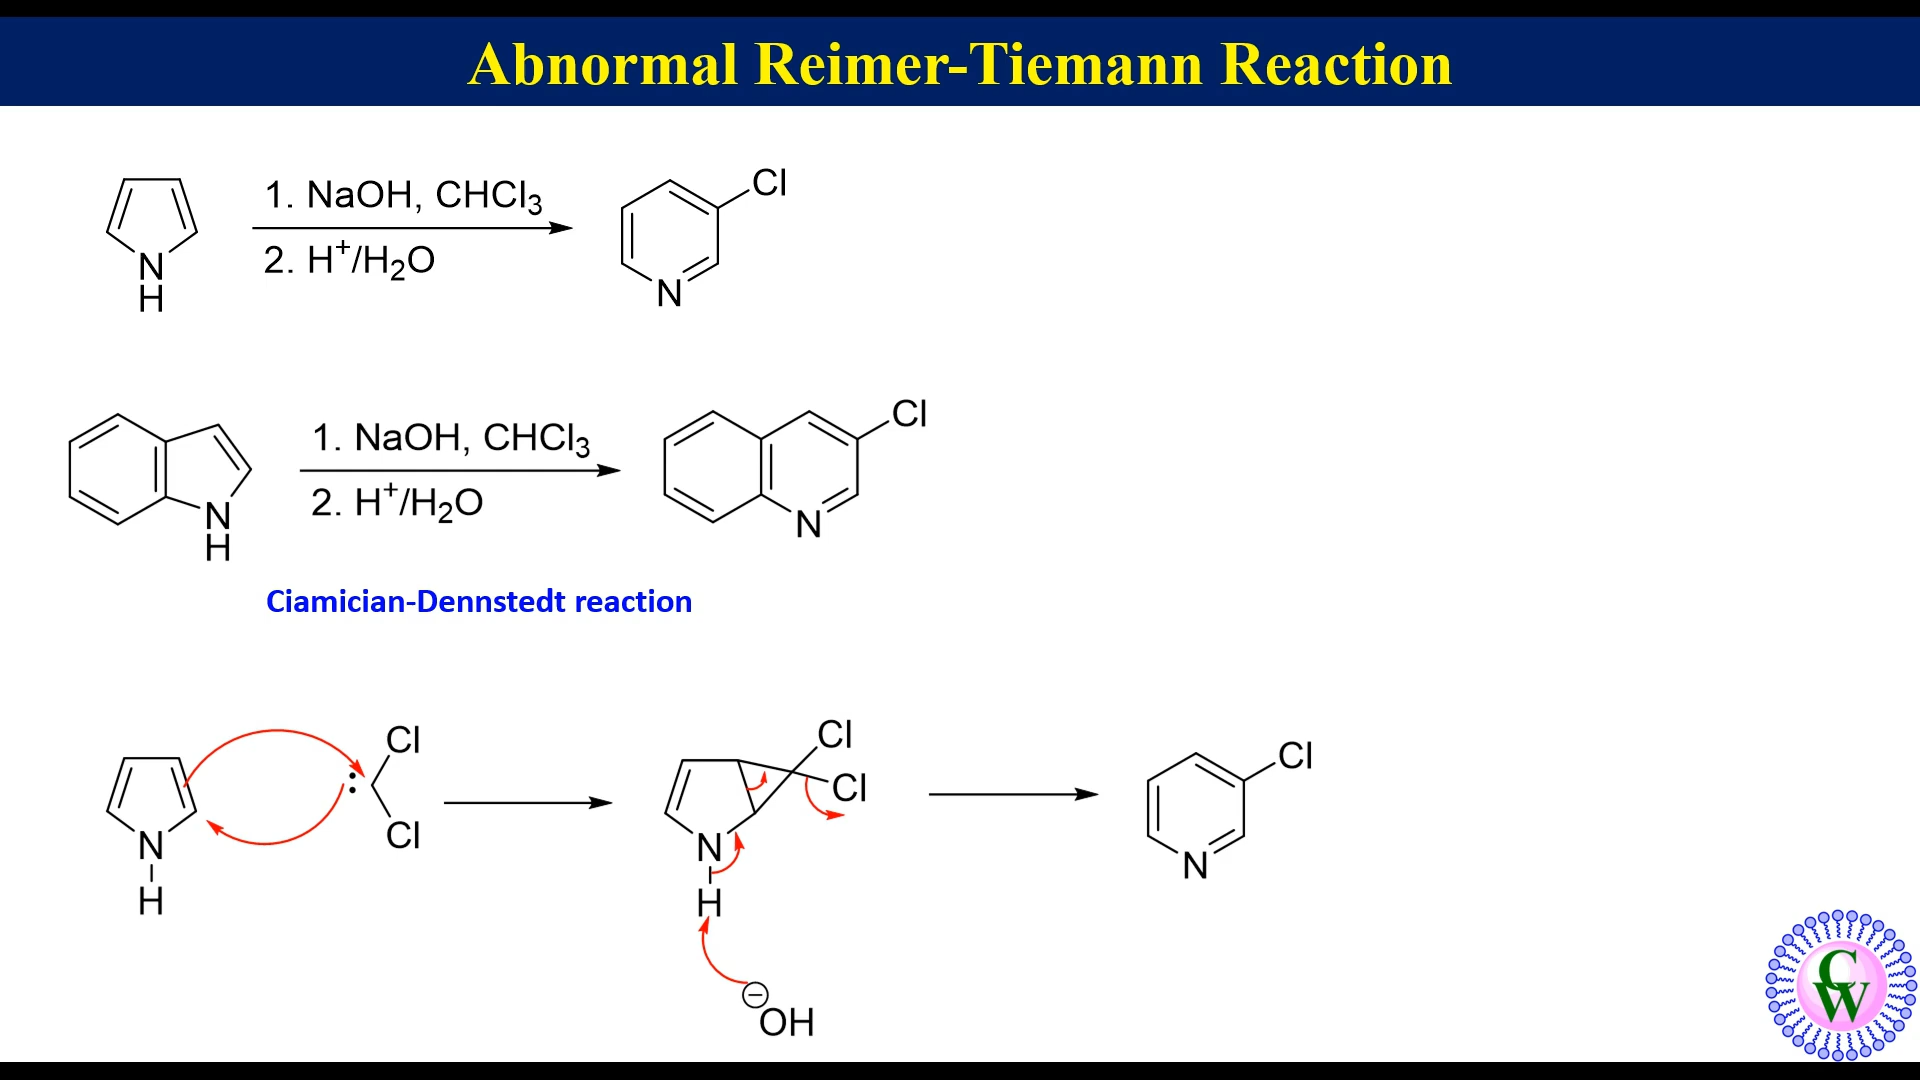 Abnormal Reimer-Tiemann Reaction
N
H
1. NaOH, CHCl3
2. H+/H2O
Cl
N
N
H
1. NaOH, CHCl3
2. H+/H2O
Cl
N
Ciamician-Dennstedt reaction
N
H
:
Cl
Cl
Cl
Cl
N
H
−
OH
Cl
N
CW